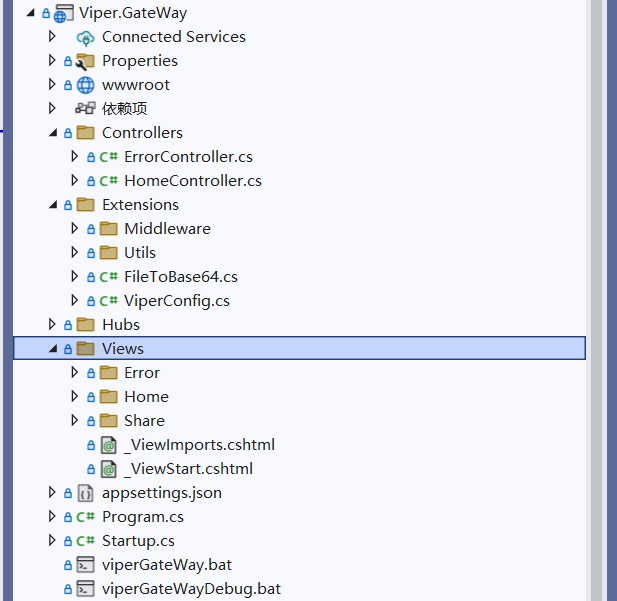 Viper.GateWay
Connected Services
Properties
wwwroot
依赖项
Controllers
C# ErrorController.cs
C# HomeController.cs
Extensions
Middleware
Utils
C# FileToBase64.cs
C# ViperConfig.cs
Hubs
Views
Error
Home
Share
_ViewImports.cshtml
_ViewStart.cshtml
appsettings.json
C# Program.cs
C# Startup.cs
viperGateWay.bat
viperGateWayDebug.bat